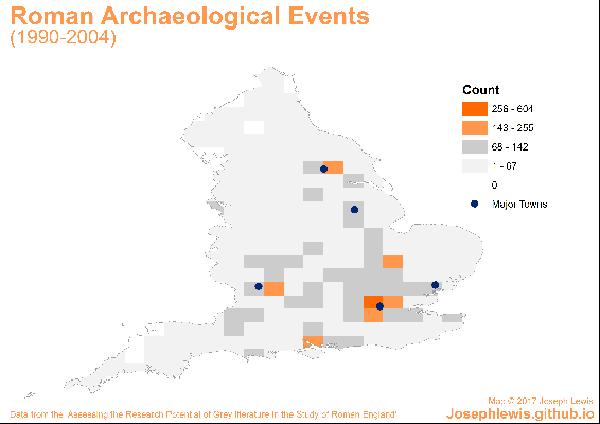 Roman Archaeological Events
(1990-2004)
Count
256 - 604
143 - 255
68 - 142
1 - 67
0
Major Towns
Map © 2017 Joseph Lewis
Data from the 'Assessing the Research Potential of Grey literature in the Study of Roman England'
Josephlewis.github.io